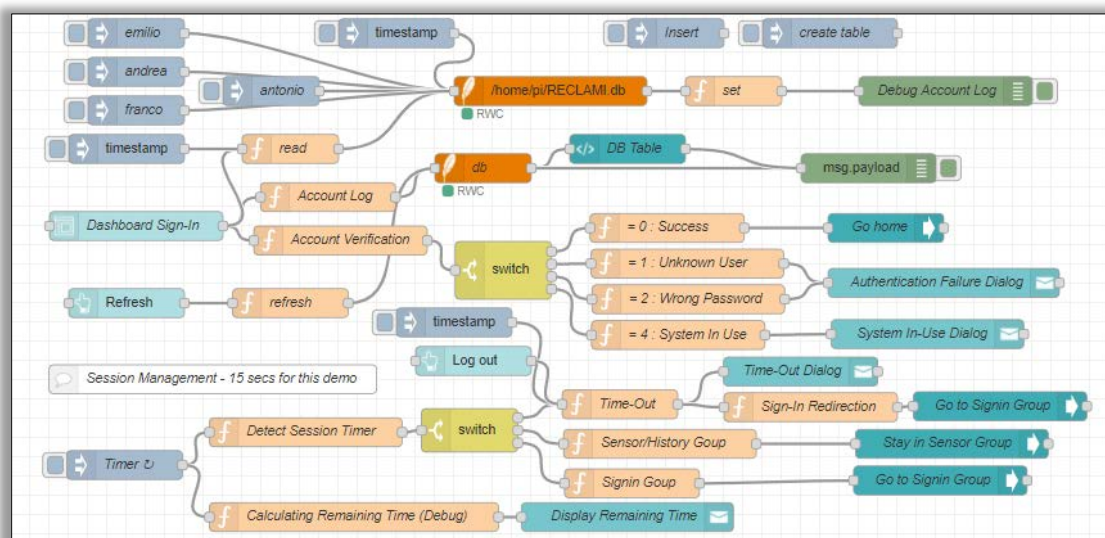 emilio
timestamp
Insert
create table
andrea
antonio
/home/pi/RECLAMI.db
set
Debug Account Log
franco
RWC
timestamp
read
DB Table
db
msg.payload
Account Log
RWC
Dashboard Sign-In
Account Verification
= 0 : Success
Go home
switch
= 1 : Unknown User
Authentication Failure Dialog
Refresh
refresh
= 2 : Wrong Password
timestamp
= 4 : System In Use
System In-Use Dialog
Log out
Time-Out Dialog
Session Management - 15 secs for this demo
Time-Out
Sign-In Redirection
Go to Signin Group
Detect Session Timer
switch
Sensor/History Goup
Stay in Sensor Group
Timer ↻
Signin Goup
Go to Signin Group
Calculating Remaining Time (Debug)
Display Remaining Time